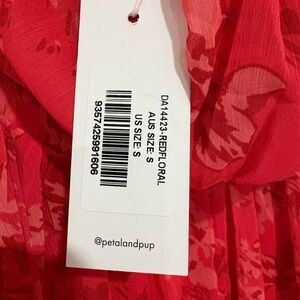 DA14423-REDFLORAL
AUS SIZE: S
US SIZE: S
9357425991606
@petalandpup